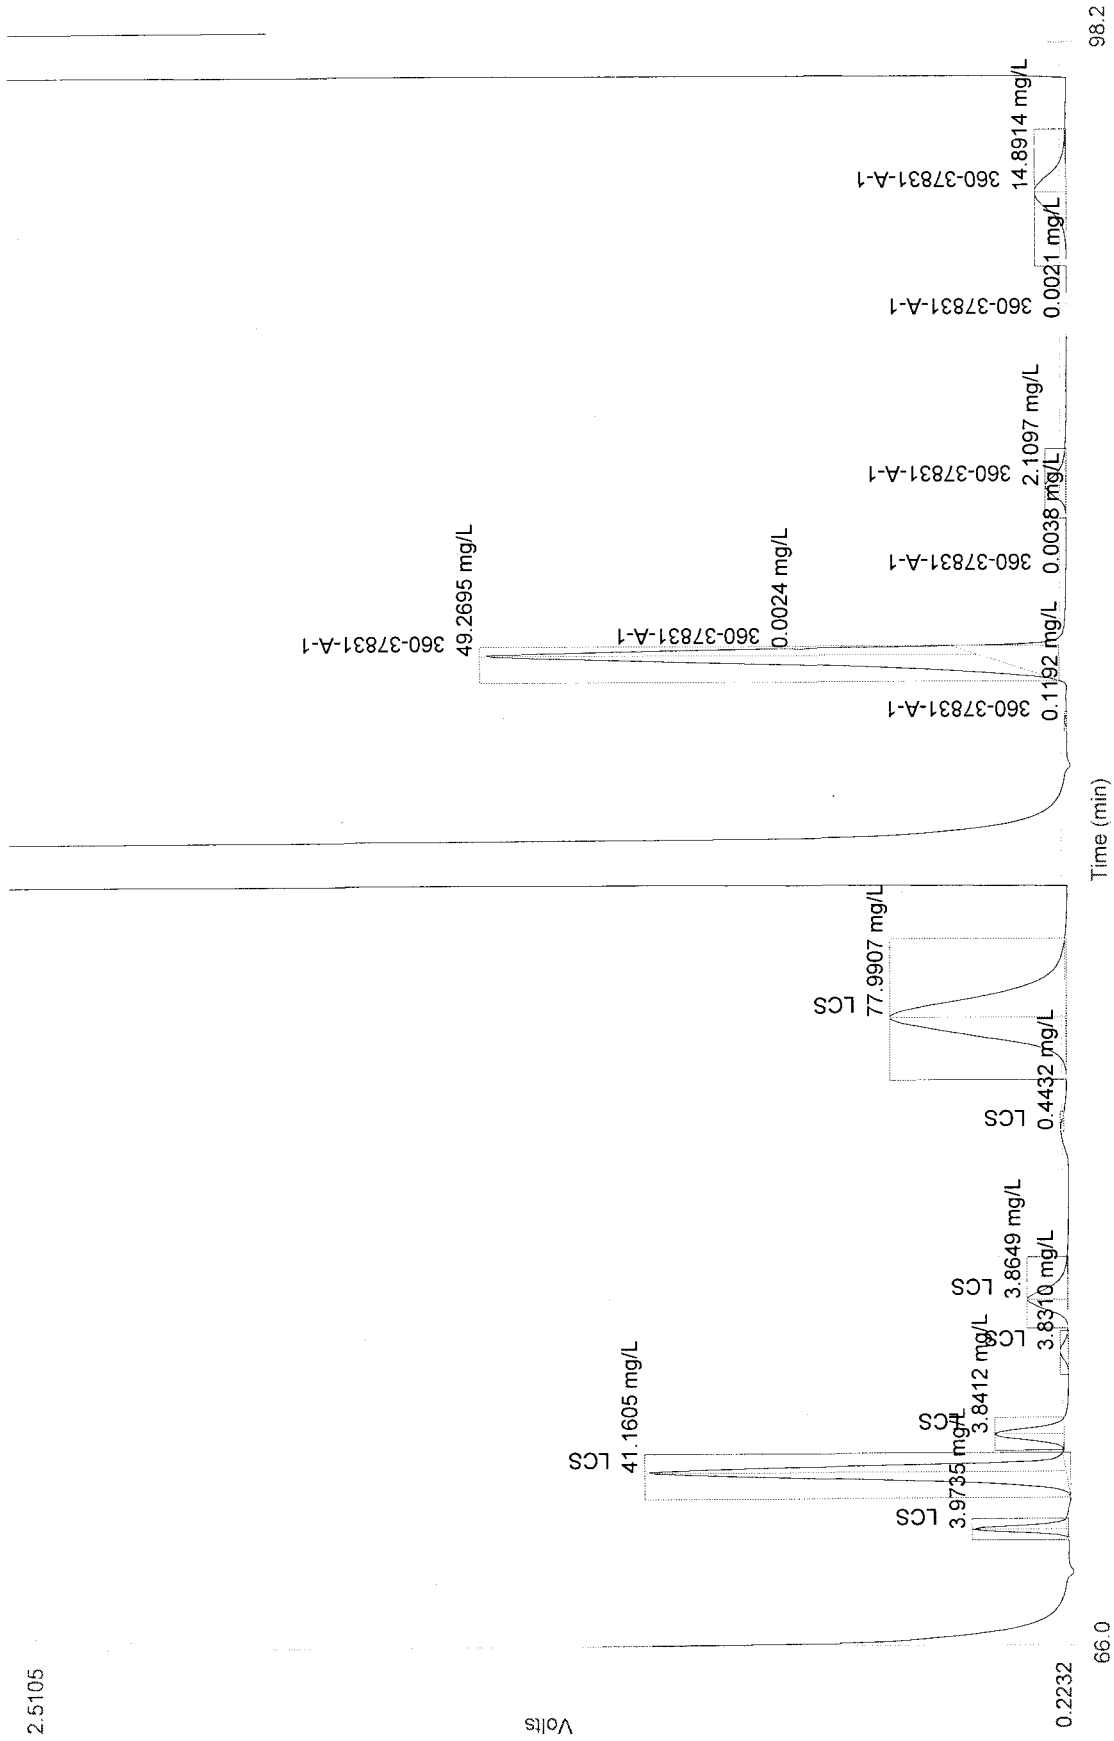 2.5105
Volts
0.2232
66.0
Time (min)
98.2
LCS
3.9735 mg/L
LCS
41.1605 mg/L
LCS
3.8412 mg/L
LCS
3.8310 mg/L
LCS
3.8649 mg/L
LCS
0.4432 mg/L
LCS
77.9907 mg/L
360-37831-A-1
0.1192 mg/L
360-37831-A-1
49.2695 mg/L
360-37831-A-1
0.0024 mg/L
360-37831-A-1
0.0038 mg/L
360-37831-A-1
2.1097 mg/L
360-37831-A-1
0.0021 mg/L
360-37831-A-1
14.8914 mg/L